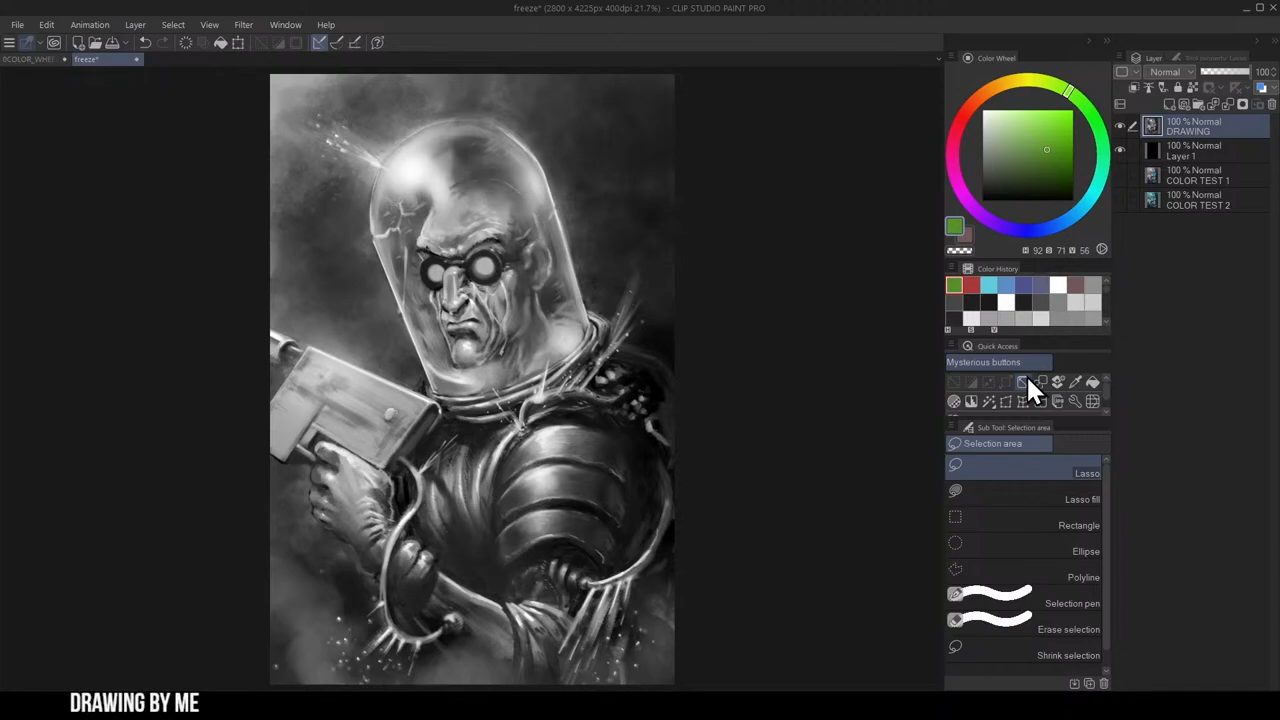 freeze* (2800 x 4225px 400dpi 21.7%) - CLIP STUDIO PAINT PRO
File Edit Animation Layer Select View Filter Window Help
0COLOR_WHEE
freeze*
Color Wheel
H 92 S 71 V 56
Color History
H S V
Quick Access
Mysterious buttons
Sub Tool: Selection area
Selection area
Lasso
Lasso fill
Rectangle
Ellipse
Polyline
Selection pen
Erase selection
Shrink selection
Layer
Normal 100
100 % Normal
DRAWING
100 % Normal
Layer 1
100 % Normal
COLOR TEST 1
100 % Normal
COLOR TEST 2
DRAWING BY ME